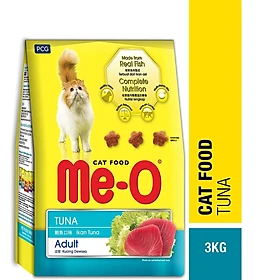 PCG
Made from
Real Fish
Complete
Nutrition
CAT FOOD
me-O
TUNA
Ikan Tuna
Adult
Kucing Dewasa
CAT FOOD
TUNA
3KG